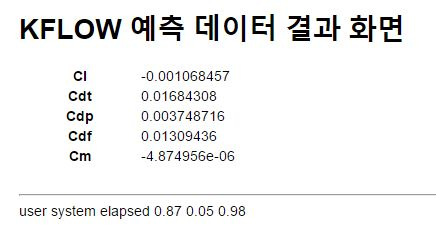 KFLOW 예측 데이터 결과 화면
Cl -0.001068457
Cdt 0.01684308
Cdp 0.003748716
Cdf 0.01309436
Cm -4.874956e-06
user system elapsed 0.87 0.05 0.98